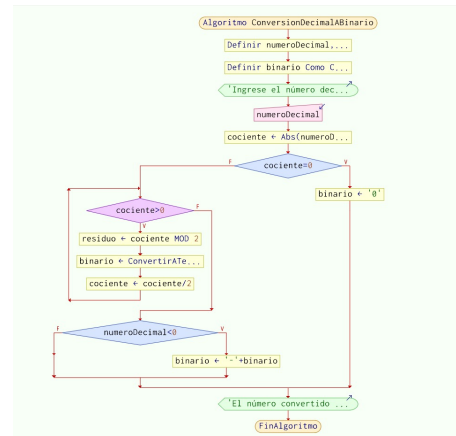 Algoritmo ConversionDecimalABinario
Definir numeroDecimal,...
Definir binario Como C...
'Ingrese el número dec...
numeroDecimal
cociente ← Abs(numeroD...
F
cociente=0
V
binario ← '0'
cociente>0
F
V
residuo ← cociente MOD 2
binario ← ConvertirATe...
cociente ← cociente/2
F
numeroDecimal<0
V
binario ← '-'+binario
'El número convertido ...
FinAlgoritmo